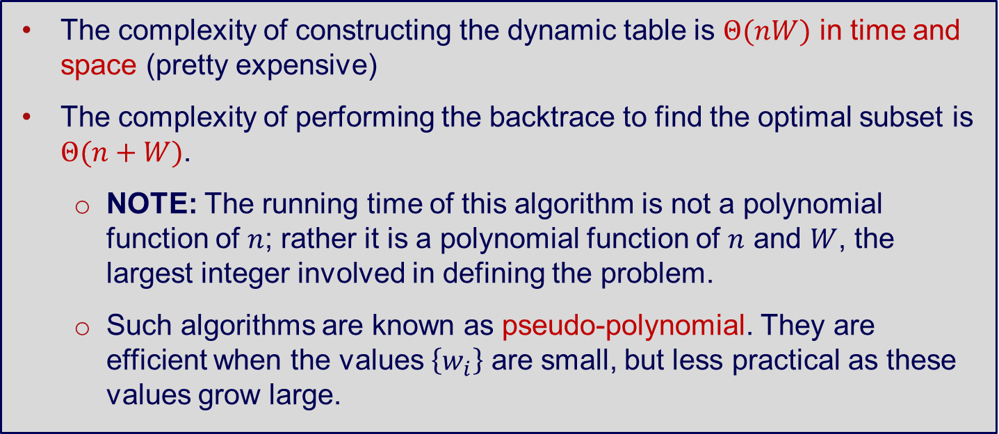 • The complexity of constructing the dynamic table is Θ(nW) in time and
space (pretty expensive)
• The complexity of performing the backtrace to find the optimal subset is
Θ(n + W).
o NOTE: The running time of this algorithm is not a polynomial
function of n; rather it is a polynomial function of n and W, the
largest integer involved in defining the problem.
o Such algorithms are known as pseudo-polynomial. They are
efficient when the values {wᵢ} are small, but less practical as these
values grow large.